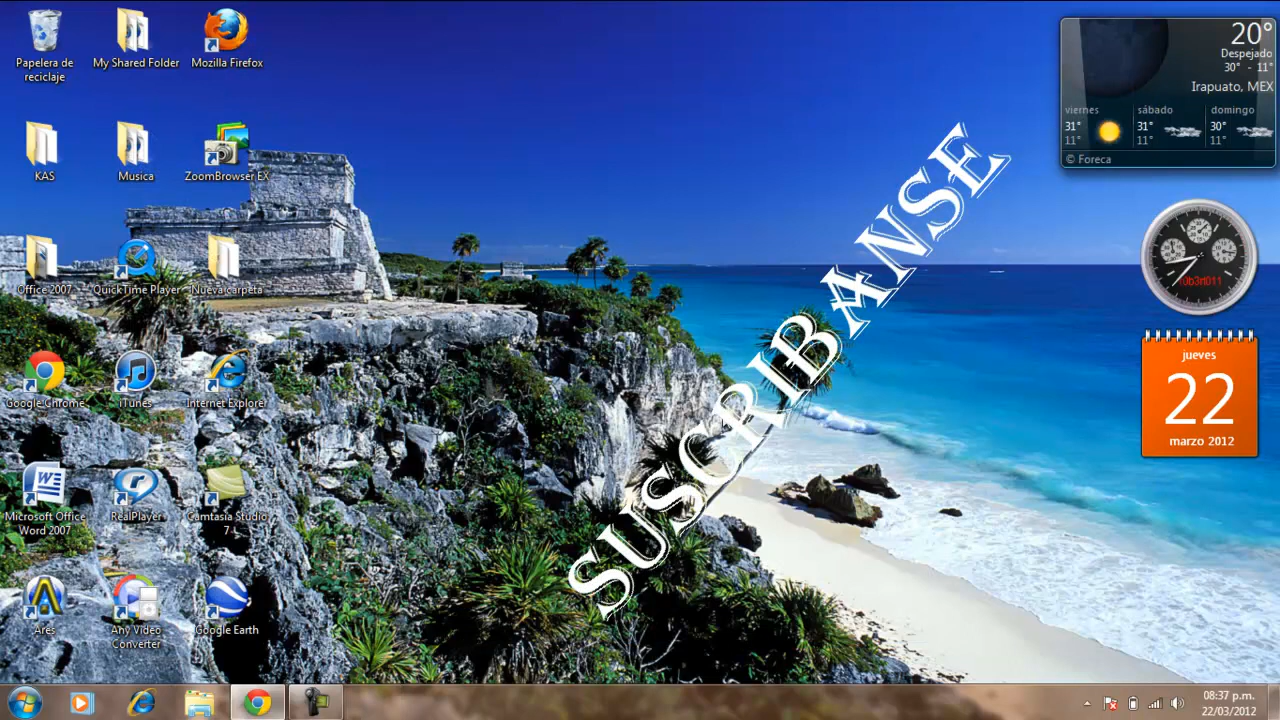 Papelera de
reciclaje
My Shared Folder
Mozilla Firefox
KAS
Musica
ZoomBrowser EX
Office 2007
QuickTime Player
Nueva carpeta
Google Chrome
iTunes
Internet Explorer
Microsoft Office
Word 2007
RealPlayer
Camtasia Studio
7
Ares
Any Video
Converter
Google Earth
SUSCRIBANSE
20°
Despejado
30° - 11°
Irapuato, MEX
viernes sábado domingo
31° 31° 30°
11° 11° 11°
© Foreca
jueves
22
marzo 2012
08:37 p.m.
22/03/2012